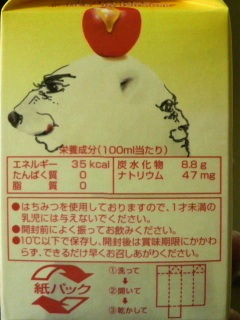 栄養成分(100ml当たり)
エネルギー 35kcal 炭水化物 8.8g
たんぱく質 0 ナトリウム 47mg
脂質 0
●はちみつを使用しておりますので、1才未満の
乳児には与えないでください。
●開封前によく振ってお飲みください。
●10℃以下で保存し、開封後は賞味期限にかかわ
らず、できるだけ早くお召しあがりください。
紙パック
①洗って
②開いて
③乾かして